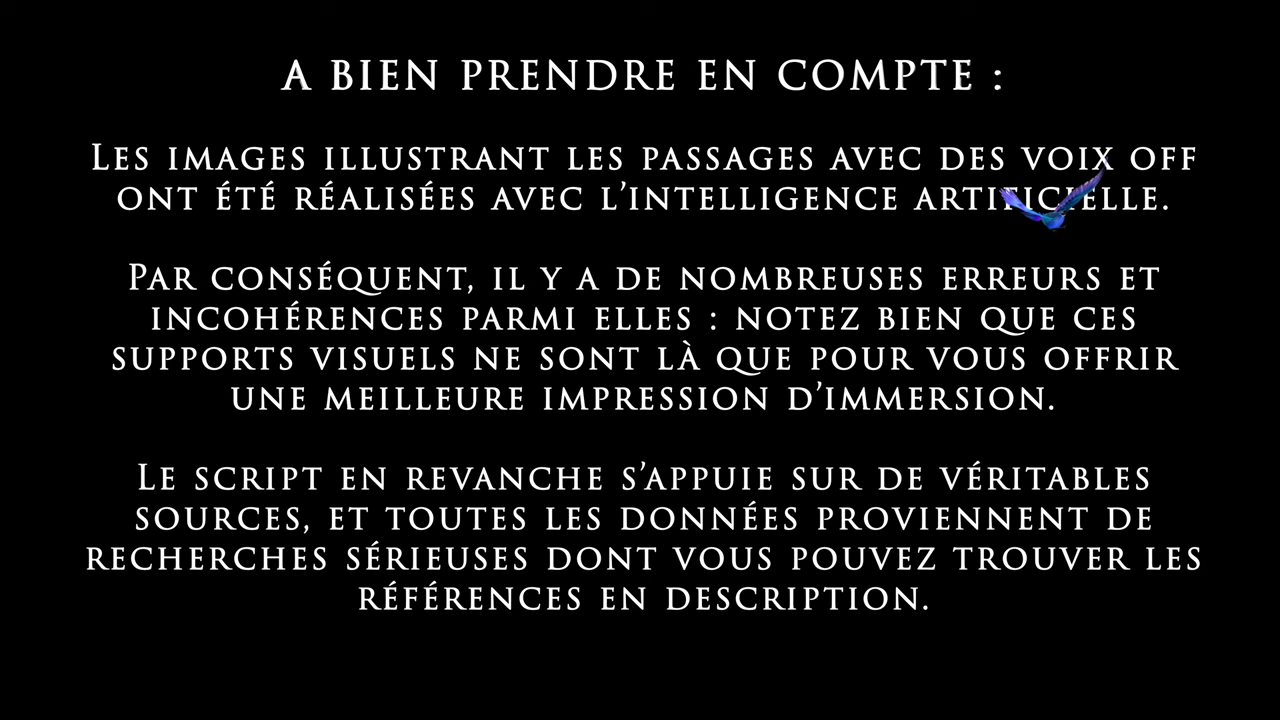 A BIEN PRENDRE EN COMPTE :
LES IMAGES ILLUSTRANT LES PASSAGES AVEC DES VOIX OFF
ONT ÉTÉ RÉALISÉES AVEC L’INTELLIGENCE ARTIFICIELLE.
PAR CONSÉQUENT, IL Y A DE NOMBREUSES ERREURS ET
INCOHÉRENCES PARMI ELLES : NOTEZ BIEN QUE CES
SUPPORTS VISUELS NE SONT LÀ QUE POUR VOUS OFFRIR
UNE MEILLEURE IMPRESSION D’IMMERSION.
LE SCRIPT EN REVANCHE S’APPUIE SUR DE VÉRITABLES
SOURCES, ET TOUTES LES DONNÉES PROVIENNENT DE
RECHERCHES SÉRIEUSES DONT VOUS POUVEZ TROUVER LES
RÉFÉRENCES EN DESCRIPTION.